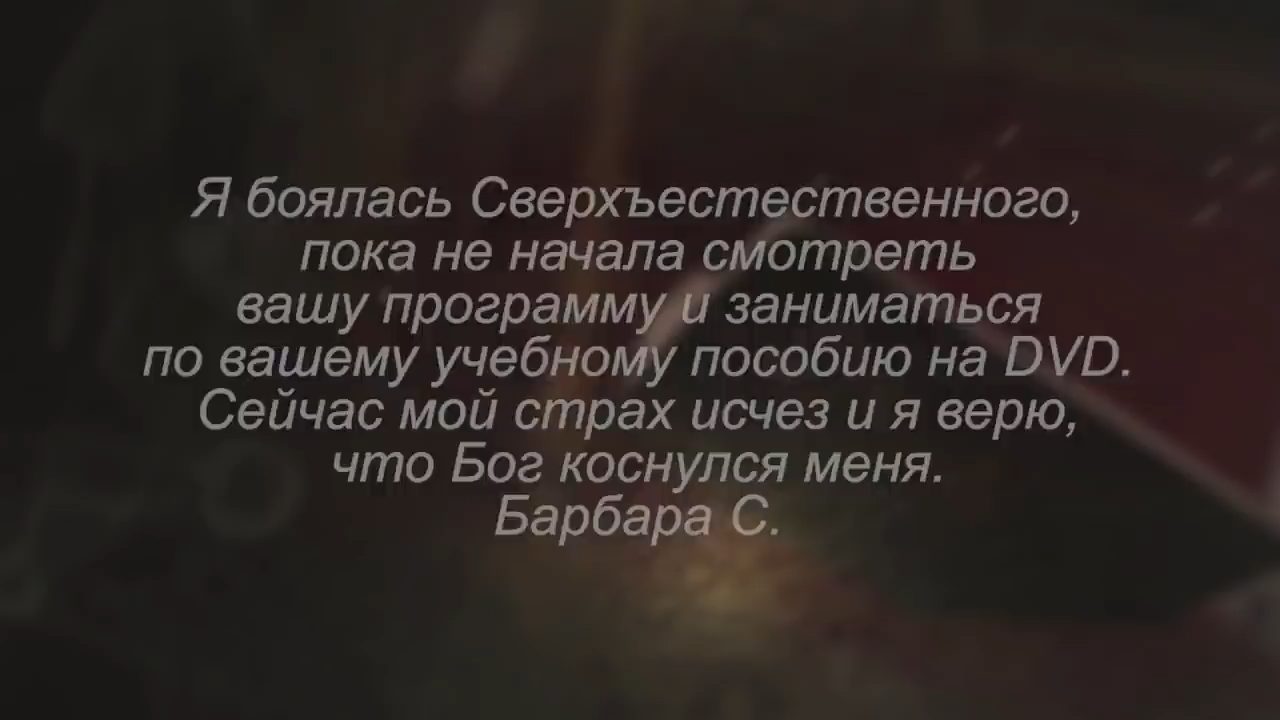 Я боялась Сверхъестественного,
пока не начала смотреть
вашу программу и заниматься
по вашему учебному пособию на DVD.
Сейчас мой страх исчез и я верю,
что Бог коснулся меня.
Барбара С.